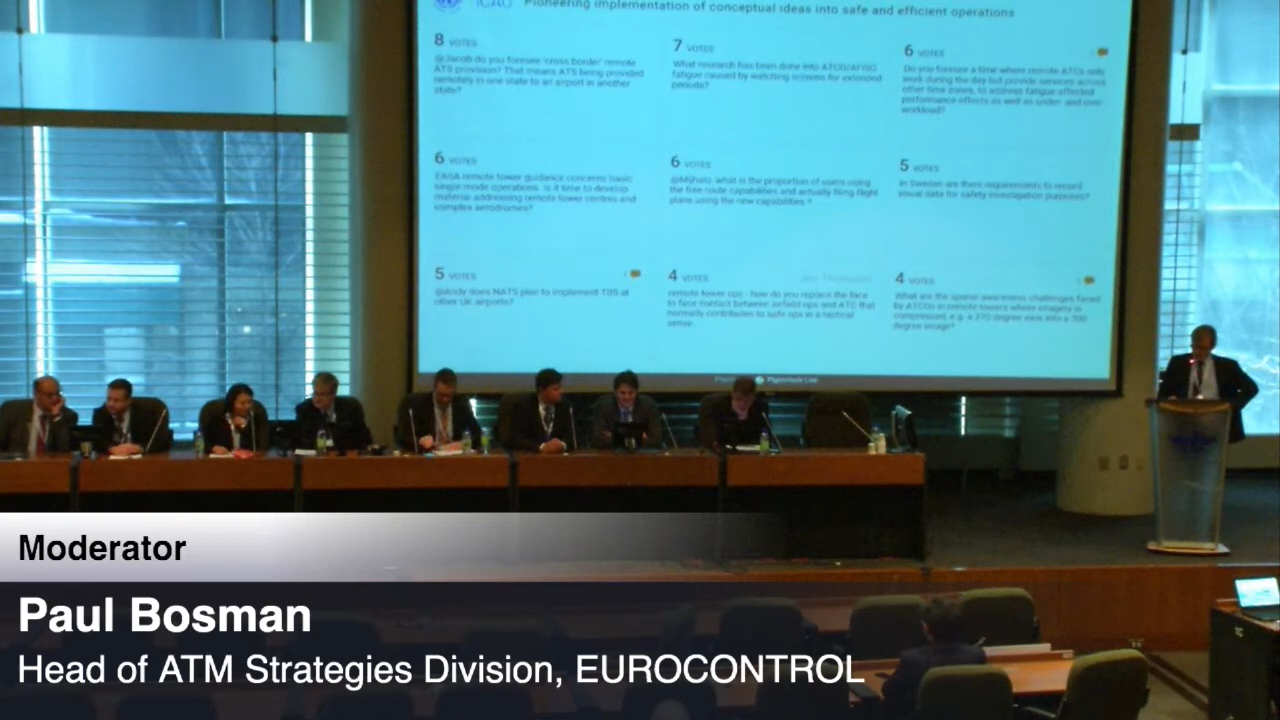 ICAO Pioneering implementation of conceptual ideas into safe and efficient operations
8 VOTES
@Jacob do you foresee 'cross border' remote
ATS provision? That means ATS being provided
remotely in one state to an airport in another
state?
7 VOTES
What research has been done into ATCO/AFISO
fatigue caused by watching screens for extended
periods?
6 VOTES
Do you foresee a time where remote ATCs only
work during the day but provide services across
other time zones, to address fatigue-affected
performance effects as well as under- and over-
workload?
6 VOTES
EASA remote tower guidance concerns basic
single mode operations. is it time to develop
material addressing remote tower centres and
complex aerodromes?
6 VOTES
what is the proportion of users using
the free route capabilities and actually filing flight
plans using the new capabilities
5 VOTES
In Sweden are there requirements to record
visual data for safety investigation purposes?
5 VOTES
@Andy does NATS plan to implement TBS at
other UK airports?
4 VOTES
remote tower ops - how do you replace the face
to face contact between airfield ops and ATC that
normally contributes to safe ops in a tactical
sense.
4 VOTES
What are the awareness challenges faced
by ATCOs in remote towers where imagery is
compressed, e.g. a 270 degree view into a
degree image?
Pigeonhole Live
Moderator
Paul Bosman
Head of ATM Strategies Division, EUROCONTROL